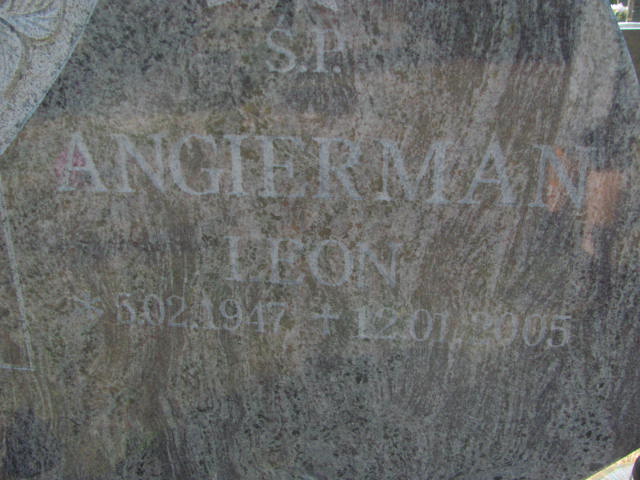 S.P.
ANGIERMAN
LEON
* 5.02.1947 + 12.01.2005